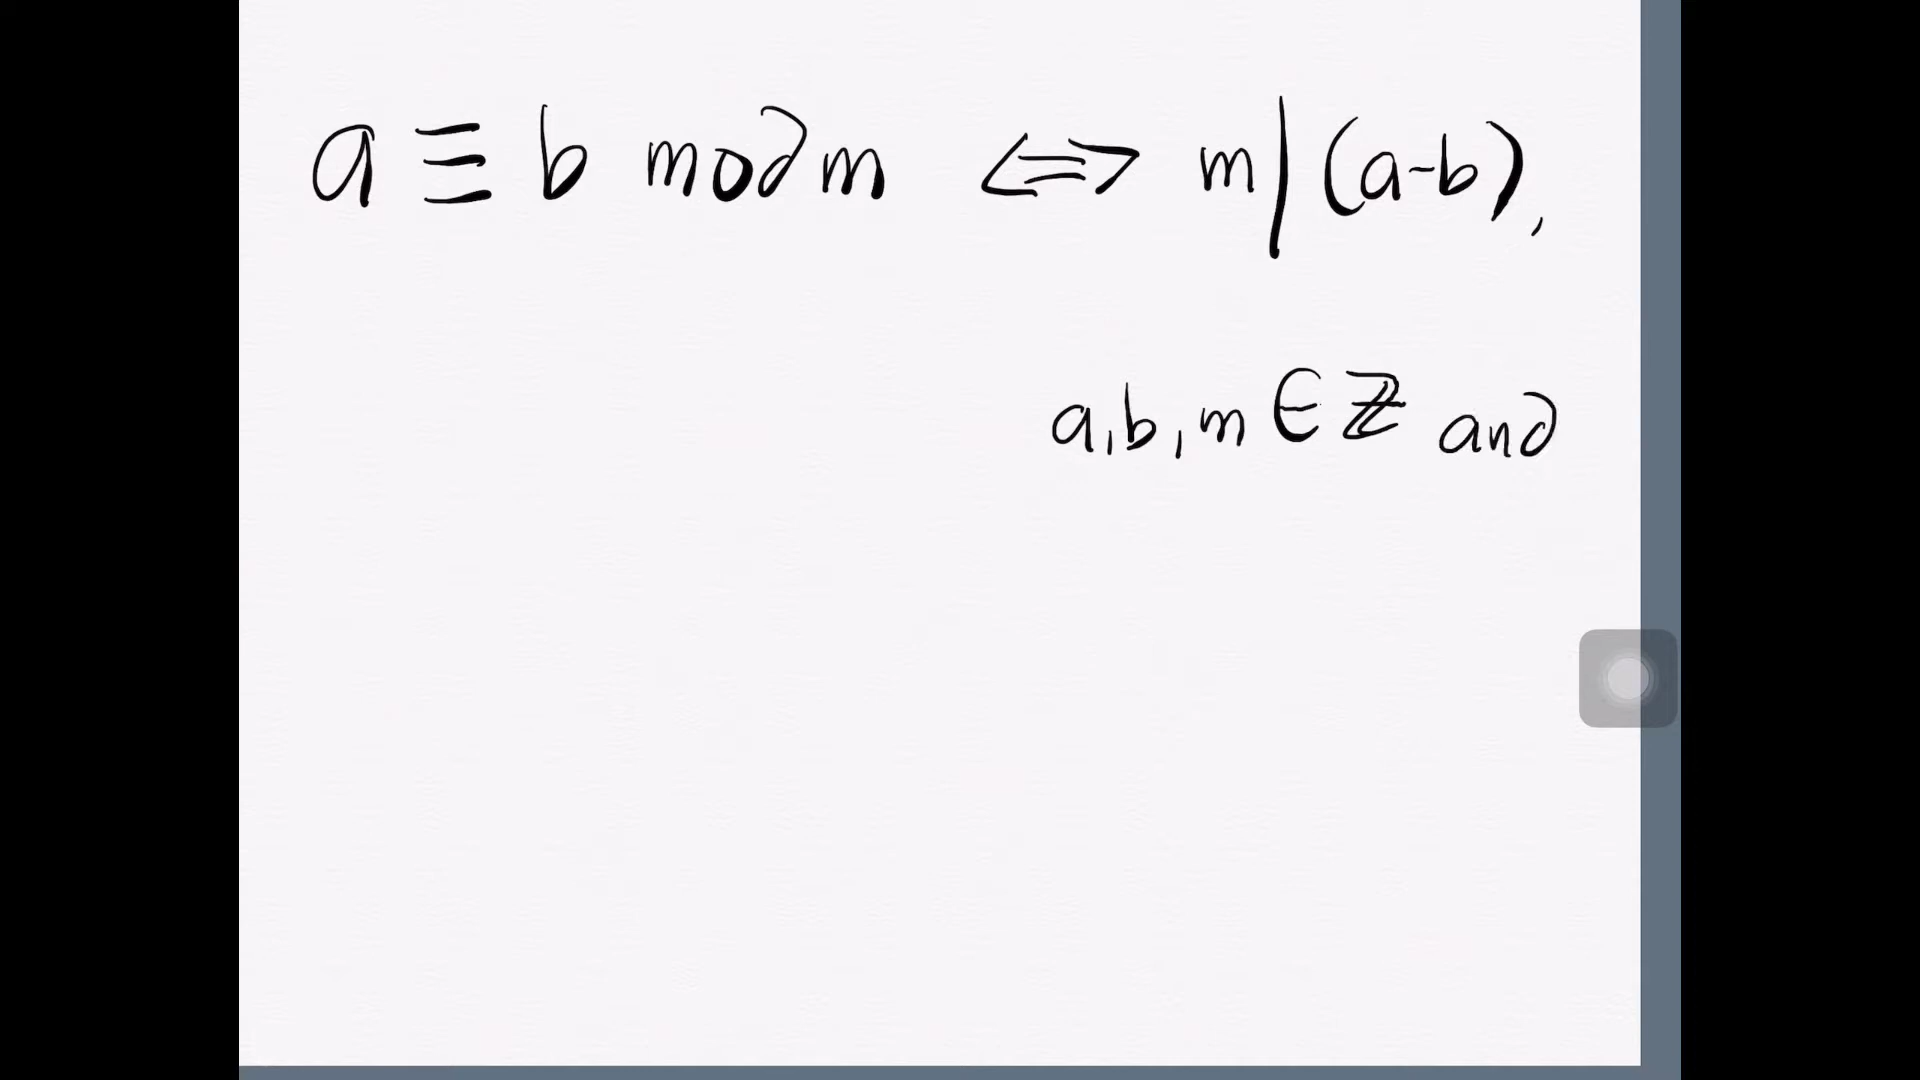 a ≡ b mod m ⟺ m|(a-b),
a,b,m ∈ ℤ and